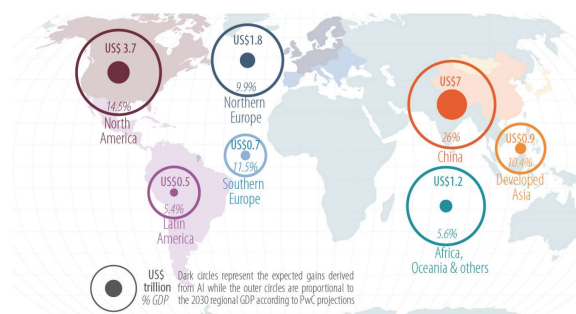 US$ 3.7
14.5%
North
America
US$1.8
9.9%
Northern
Europe
US$7
26%
China
US$0.7
11.5%
Southern
Europe
US$0.9
10.4%
Developed
Asia
US$0.5
5.4%
Latin
America
US$1.2
5.6%
Africa,
Oceania & others
US$
trillion
% GDP
Dark circles represent the expected gains derived
from AI while the outer circles are proportional to
the 2030 regional GDP according to PwC projections